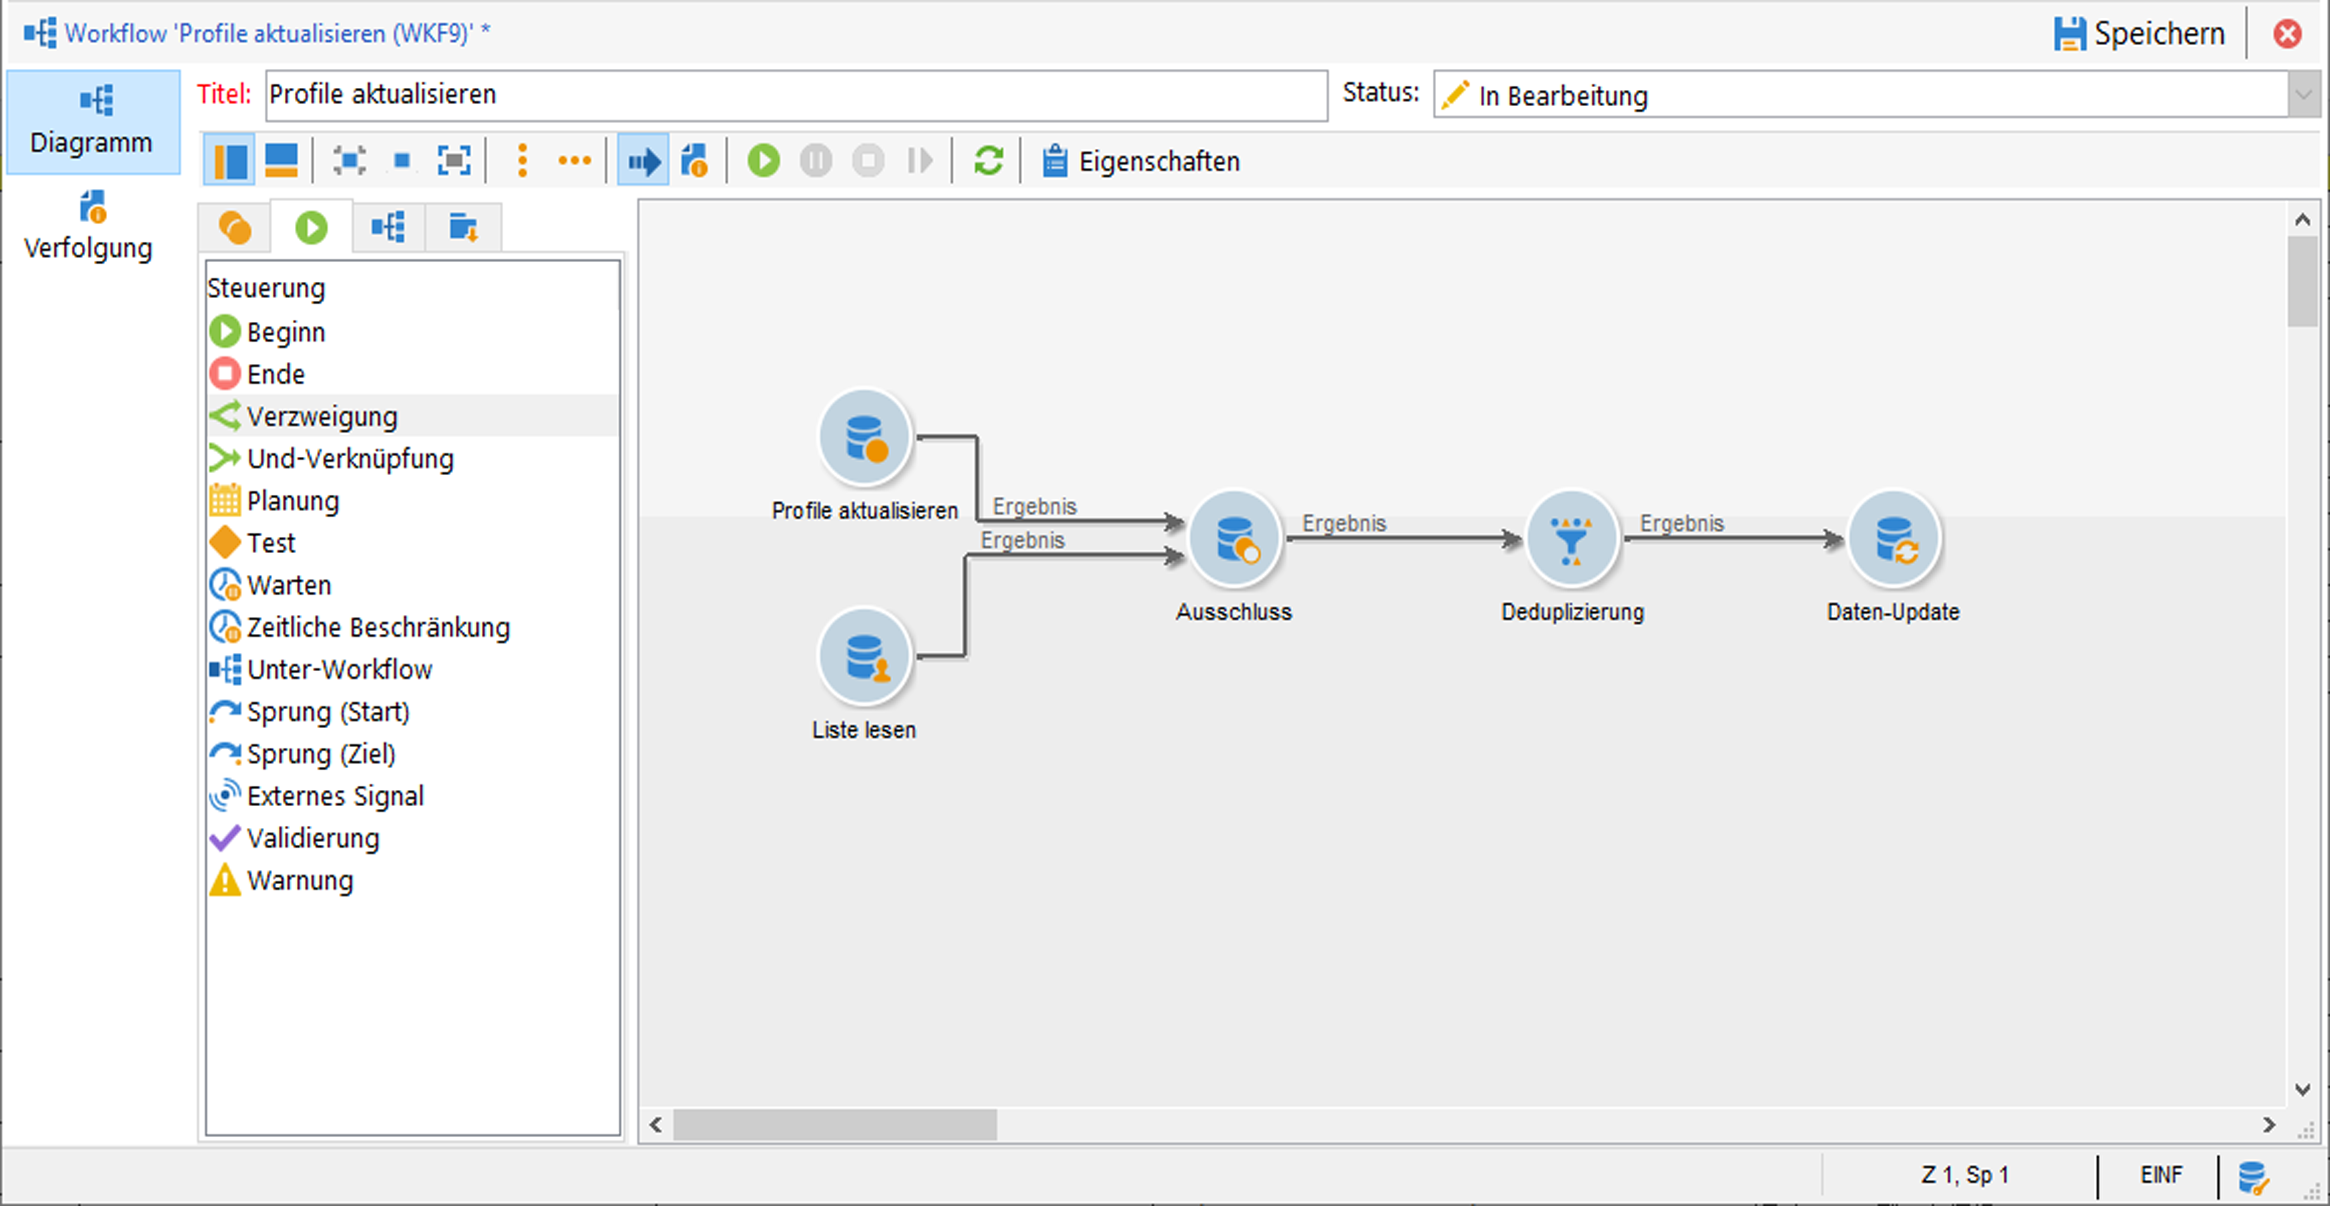 Workflow 'Profile aktualisieren (WKF9)' *
Speichern
Titel: Profile aktualisieren
Status: In Bearbeitung
Diagramm
Verfolgung
Eigenschaften
Steuerung
Beginn
Ende
Verzweigung
Und-Verknüpfung
Planung
Test
Warten
Zeitliche Beschränkung
Unter-Workflow
Sprung (Start)
Sprung (Ziel)
Externes Signal
Validierung
Warnung
Profile aktualisieren
Ergebnis
Ergebnis
Liste lesen
Ausschluss
Ergebnis
Deduplizierung
Ergebnis
Daten-Update
Z 1, Sp 1
EINF